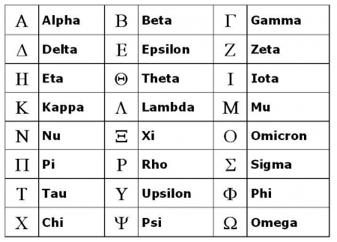 Α Alpha Β Beta Γ Gamma
Δ Delta Ε Epsilon Ζ Zeta
Η Eta Θ Theta Ι Iota
Κ Kappa Λ Lambda Μ Mu
Ν Nu Ξ Xi Ο Omicron
Π Pi Ρ Rho Σ Sigma
Τ Tau Υ Upsilon Φ Phi
Χ Chi Ψ Psi Ω Omega